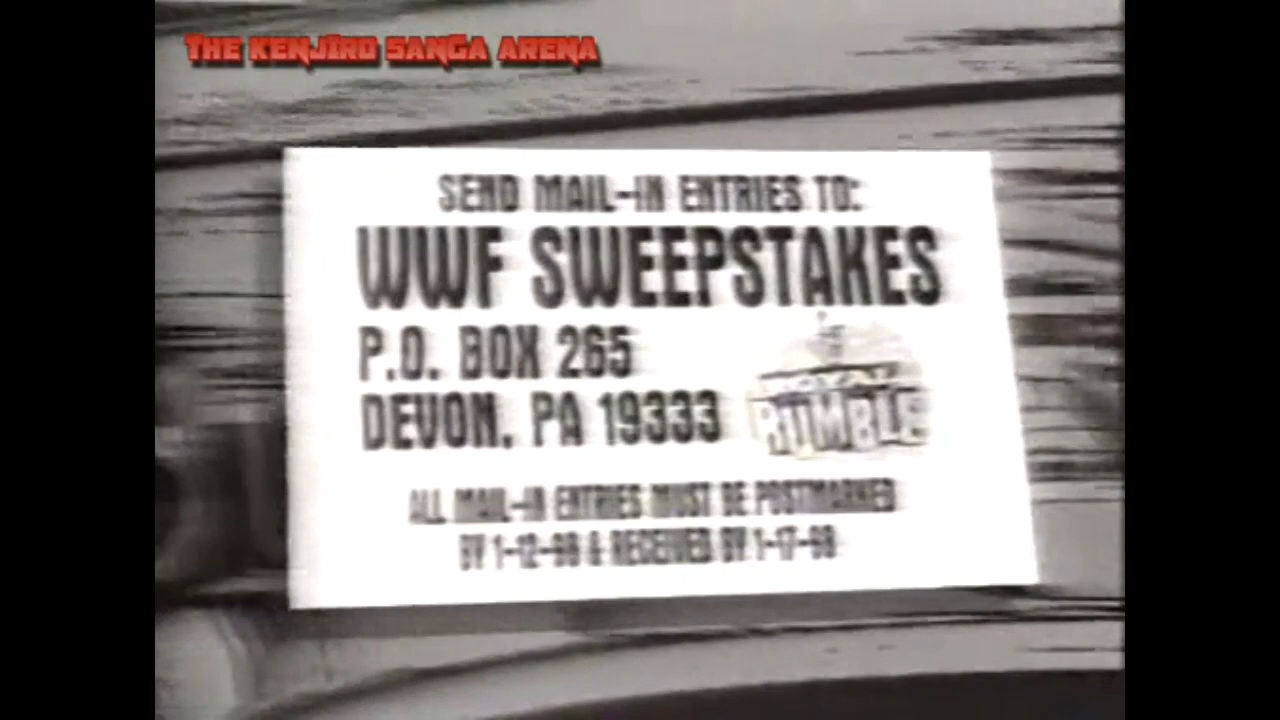 THE KENJIRO SANGA ARENA
SEND MAIL-IN ENTRIES TO:
WWF SWEEPSTAKES
P.O. BOX 265
DEVON, PA 19333
ROYAL
RUMBLE
ALL MAIL-IN ENTRIES MUST BE POSTMARKED
BY 1-12-98 & RECEIVED BY 1-17-98